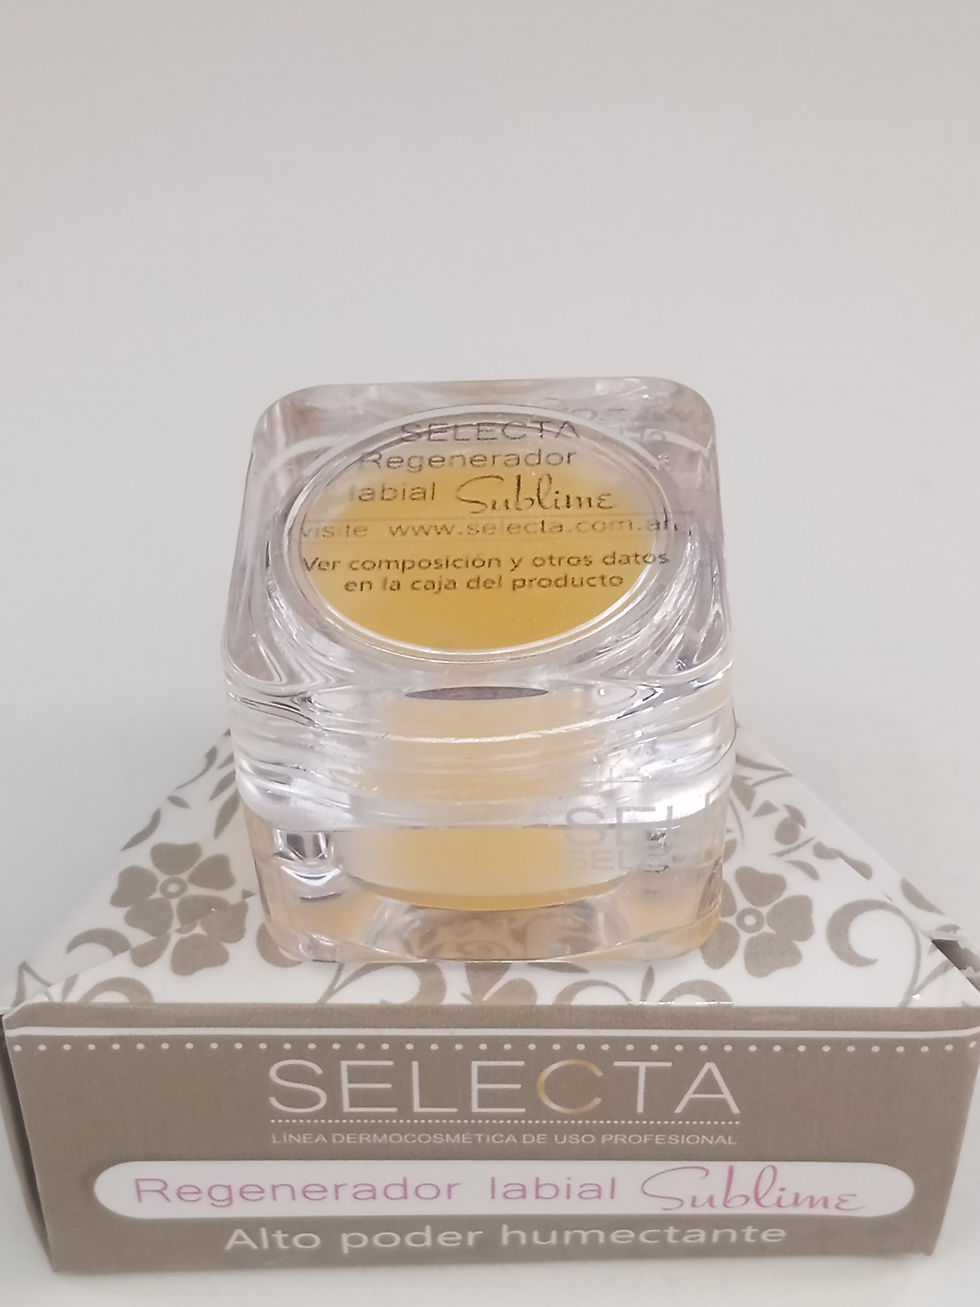 SELECTA
Regenerador
labial Sublime
visite www.selecta.com.ar
Ver composición y otros datos
en la caja del producto
SELECTA
LÍNEA DERMOCOSMÉTICA DE USO PROFESIONAL
Regenerador labial Sublime
Alto poder humectante